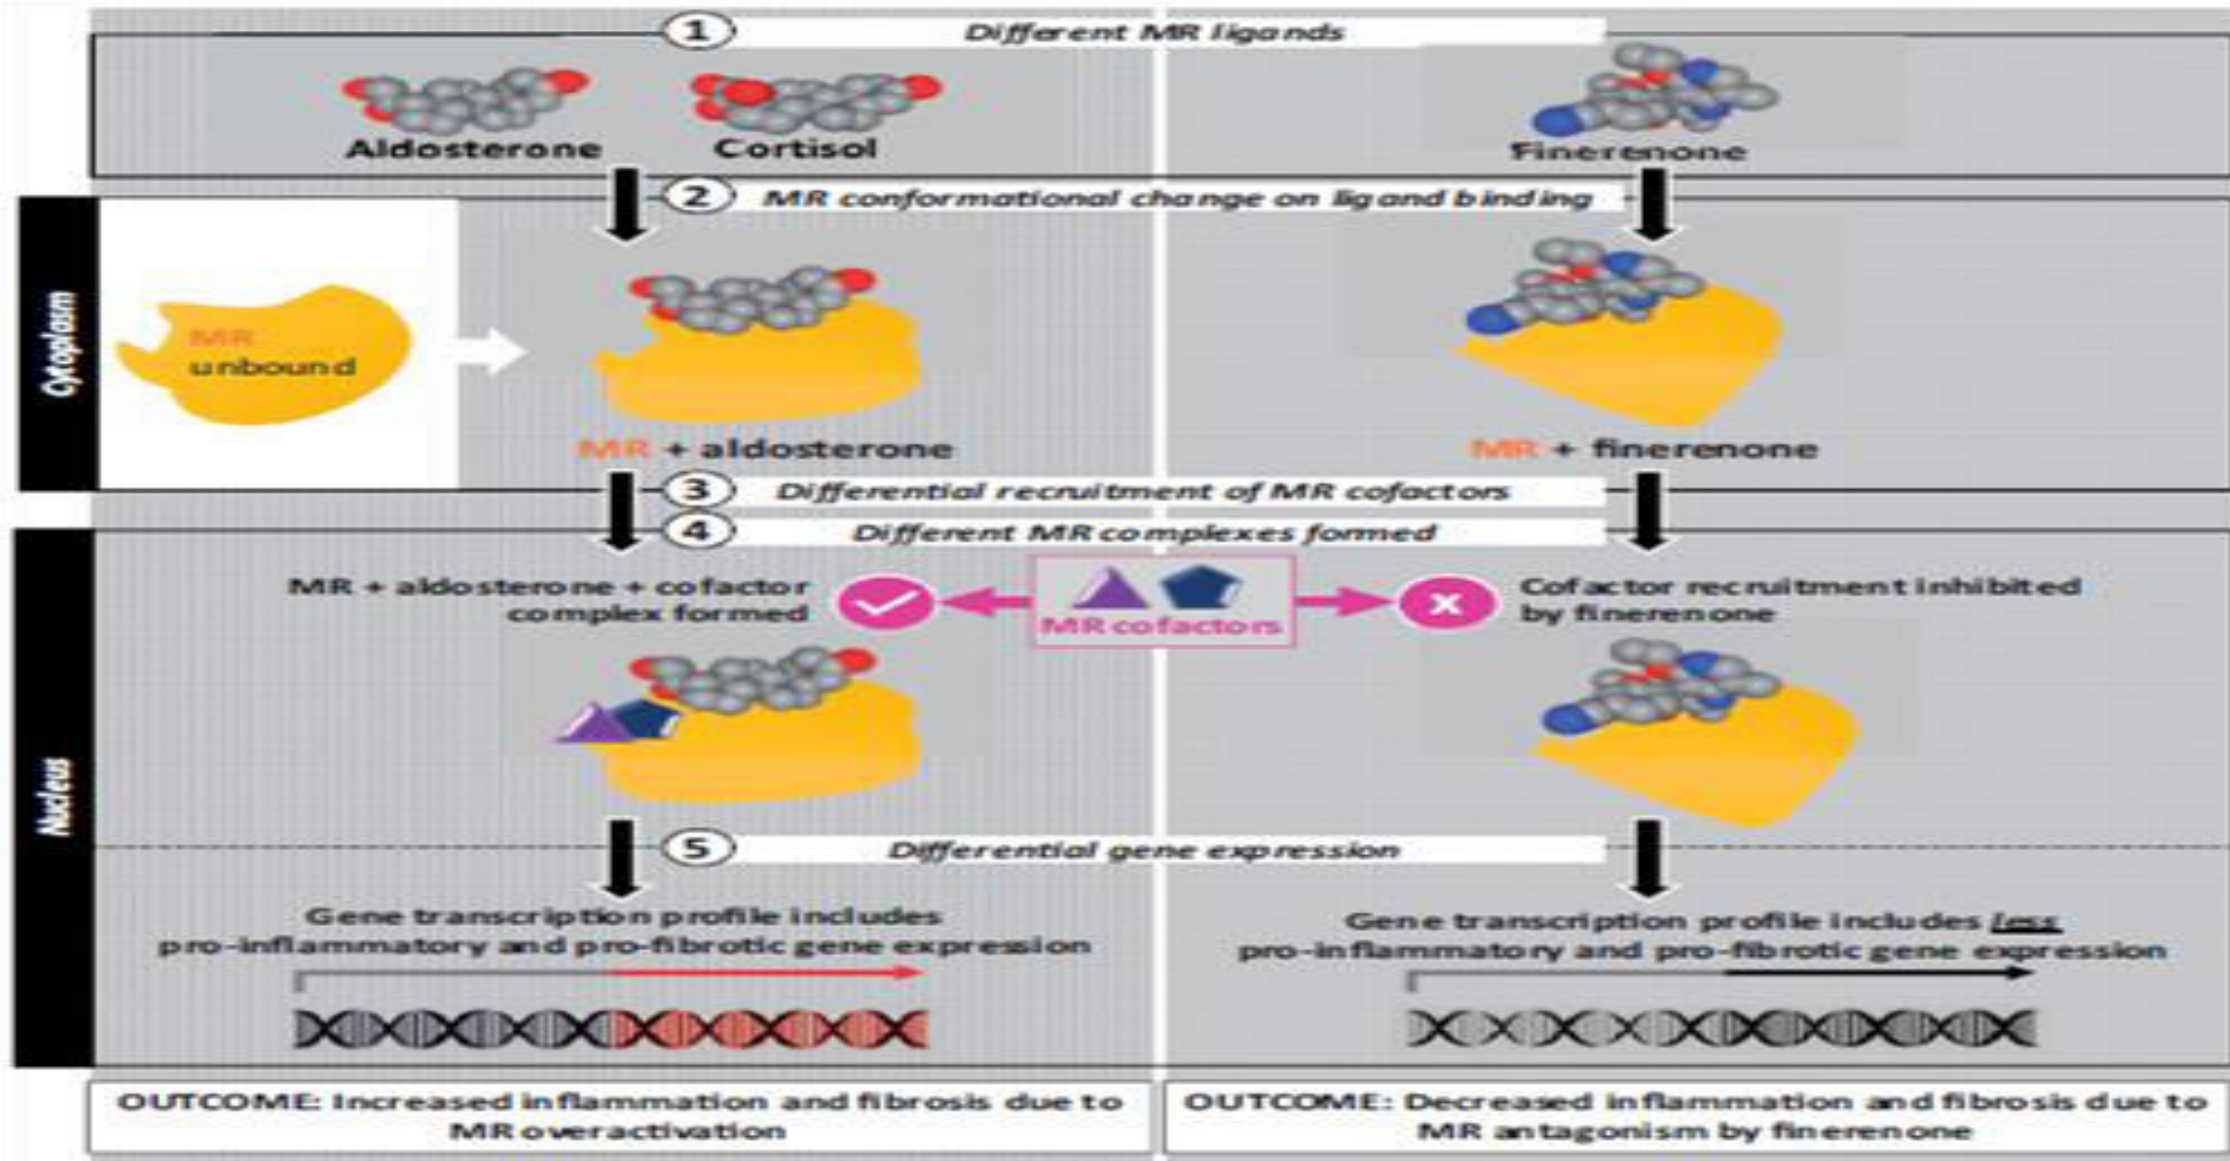 1 Different MR ligands
Aldosterone
Cortisol
Finerenone
2 MR conformational change on ligand binding
Cytoplasm
MR
unbound
MR + aldosterone
MR + finerenone
3 Differential recruitment of MR cofactors
4 Different MR complexes formed
Nucleus
MR + aldosterone + cofactor
complex formed
MR cofactors
x
Cofactor recruitment inhibited
by finerenone
5 Differential gene expression
Gene transcription profile includes
pro-inflammatory and pro-fibrotic gene expression
Gene transcription profile includes less
pro-inflammatory and pro-fibrotic gene expression
OUTCOME: Increased inflammation and fibrosis due to
MR overactivation
OUTCOME: Decreased inflammation and fibrosis due to
MR antagonism by finerenone